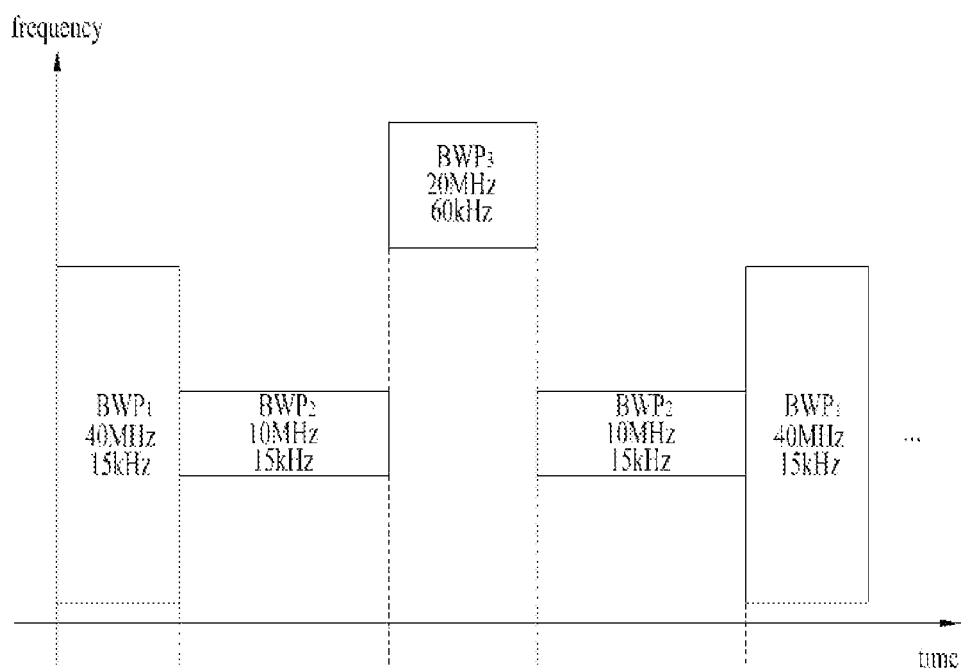 frequency
BWP3
20MHz
60kHz
BWP1
40MHz
15kHz
BWP2
10MHz
15kHz
BWP2
10MHz
15kHz
BWP1
40MHz
15kHz
...
time